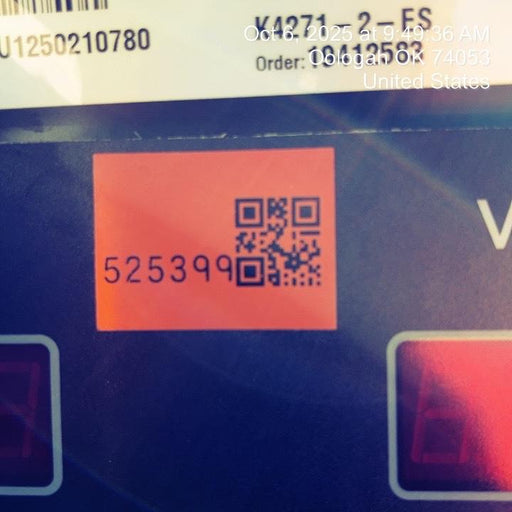 K4271-2-ES
U1250210780
Order: 19412583
Oct 6, 2025 at 9:49:36 AM
Oologah OK 74053
United States
525399
V